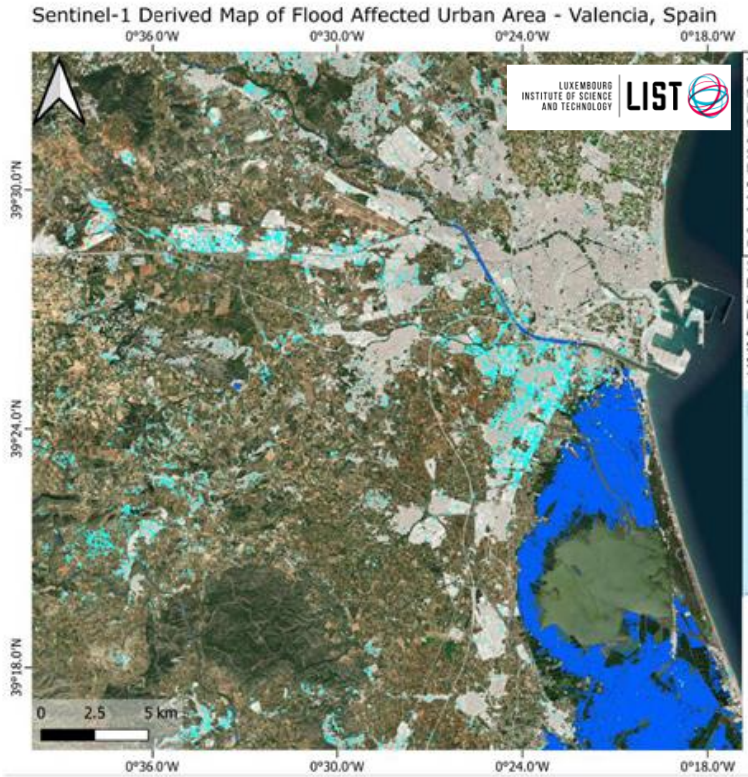 Sentinel-1 Derived Map of Flood Affected Urban Area - Valencia, Spain
0°36.0'W 0°30.0'W 0°24.0'W 0°18.0'W
LUXEMBOURG
INSTITUTE OF SCIENCE
AND TECHNOLOGY
LIST
39°30.0'N
39°24.0'N
39°18.0'N
0 2.5 5 km
0°36.0'W 0°30.0'W 0°24.0'W 0°18.0'W